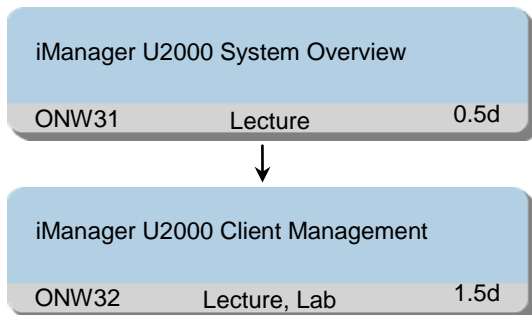 iManager U2000 System Overview
ONW31 Lecture 0.5d
iManager U2000 Client Management
ONW32 Lecture, Lab 1.5d